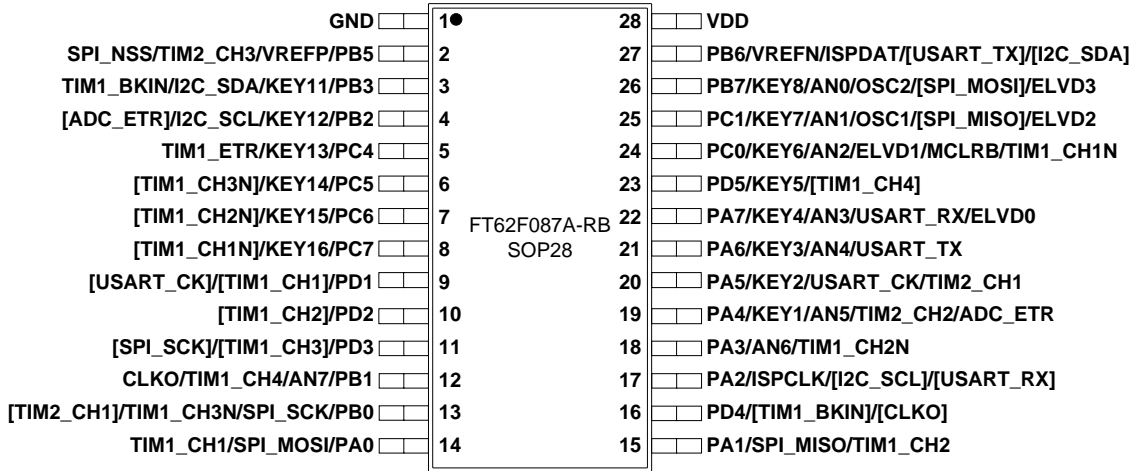 GND 1 28 VDD
SPI_NSS/TIM2_CH3/VREFP/PB5 2 27 PB6/VREFN/ISPDAT/[USART_TX]/[I2C_SDA]
TIM1_BKIN/I2C_SDA/KEY11/PB3 3 26 PB7/KEY8/AN0/OSC2/[SPI_MOSI]/ELVD3
[ADC_ETR]/I2C_SCL/KEY12/PB2 4 25 PC1/KEY7/AN1/OSC1/[SPI_MISO]/ELVD2
TIM1_ETR/KEY13/PC4 5 24 PC0/KEY6/AN2/ELVD1/MCLRB/TIM1_CH1N
[TIM1_CH3N]/KEY14/PC5 6 23 PD5/KEY5/[TIM1_CH4]
[TIM1_CH2N]/KEY15/PC6 7 FT62F087A-RB 22 PA7/KEY4/AN3/USART_RX/ELVD0
[TIM1_CH1N]/KEY16/PC7 8 SOP28 21 PA6/KEY3/AN4/USART_TX
[USART_CK]/[TIM1_CH1]/PD1 9 20 PA5/KEY2/USART_CK/TIM2_CH1
[TIM1_CH2]/PD2 10 19 PA4/KEY1/AN5/TIM2_CH2/ADC_ETR
[SPI_SCK]/[TIM1_CH3]/PD3 11 18 PA3/AN6/TIM1_CH2N
CLKO/TIM1_CH4/AN7/PB1 12 17 PA2/ISPCLK/[I2C_SCL]/[USART_RX]
[TIM2_CH1]/TIM1_CH3N/SPI_SCK/PB0 13 16 PD4/[TIM1_BKIN]/[CLKO]
TIM1_CH1/SPI_MOSI/PA0 14 15 PA1/SPI_MISO/TIM1_CH2